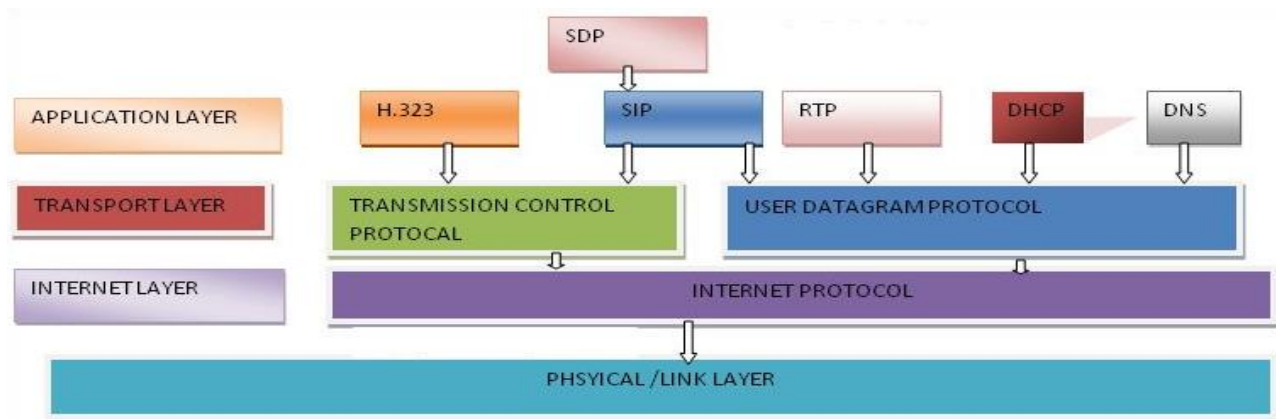 SDP
APPLICATION LAYER
H.323
SIP
RTP
DHCP
DNS
TRANSPORT LAYER
TRANSMISSION CONTROL
PROTOCAL
USER DATAGRAM PROTOCOL
INTERNET LAYER
INTERNET PROTOCOL
PHSYICAL /LINK LAYER